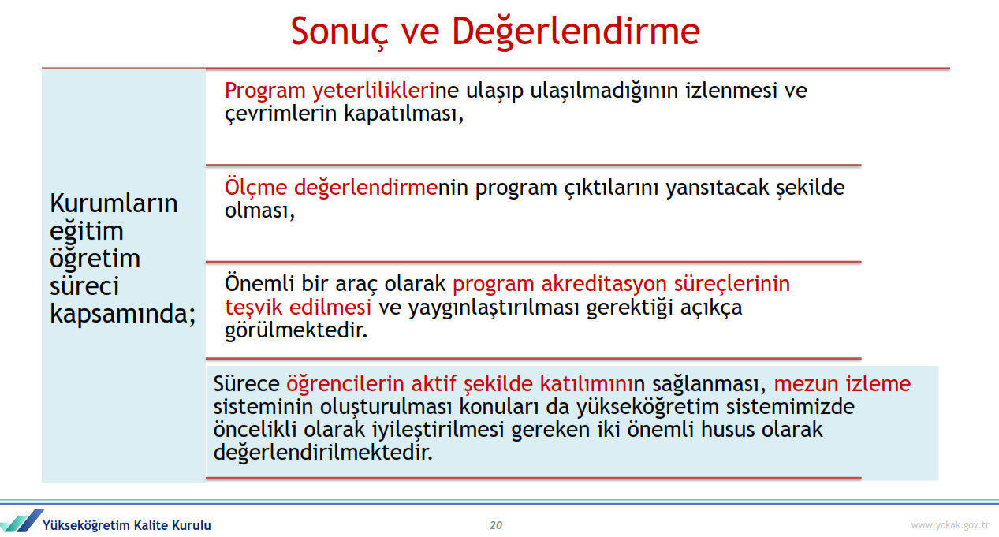 Sonuç ve Değerlendirme
Kurumların
eğitim
öğretim
süreci
kapsamında;
Program yeterliliklerine ulaşıp ulaşılmadığının izlenmesi ve
çevrimlerin kapatılması,
Ölçme değerlendirmenin program çıktılarını yansıtacak şekilde
olması,
Önemli bir araç olarak program akreditasyon süreçlerinin
teşvik edilmesi ve yaygınlaştırılması gerektiği açıkça
görülmektedir.
Sürece öğrencilerin aktif şekilde katılımının sağlanması, mezun izleme
sisteminin oluşturulması konuları da yükseköğretim sistemimizde
öncelikli olarak iyileştirilmesi gereken iki önemli husus olarak
değerlendirilmektedir.
Yükseköğretim Kalite Kurulu
20
www.yokak.gov.tr